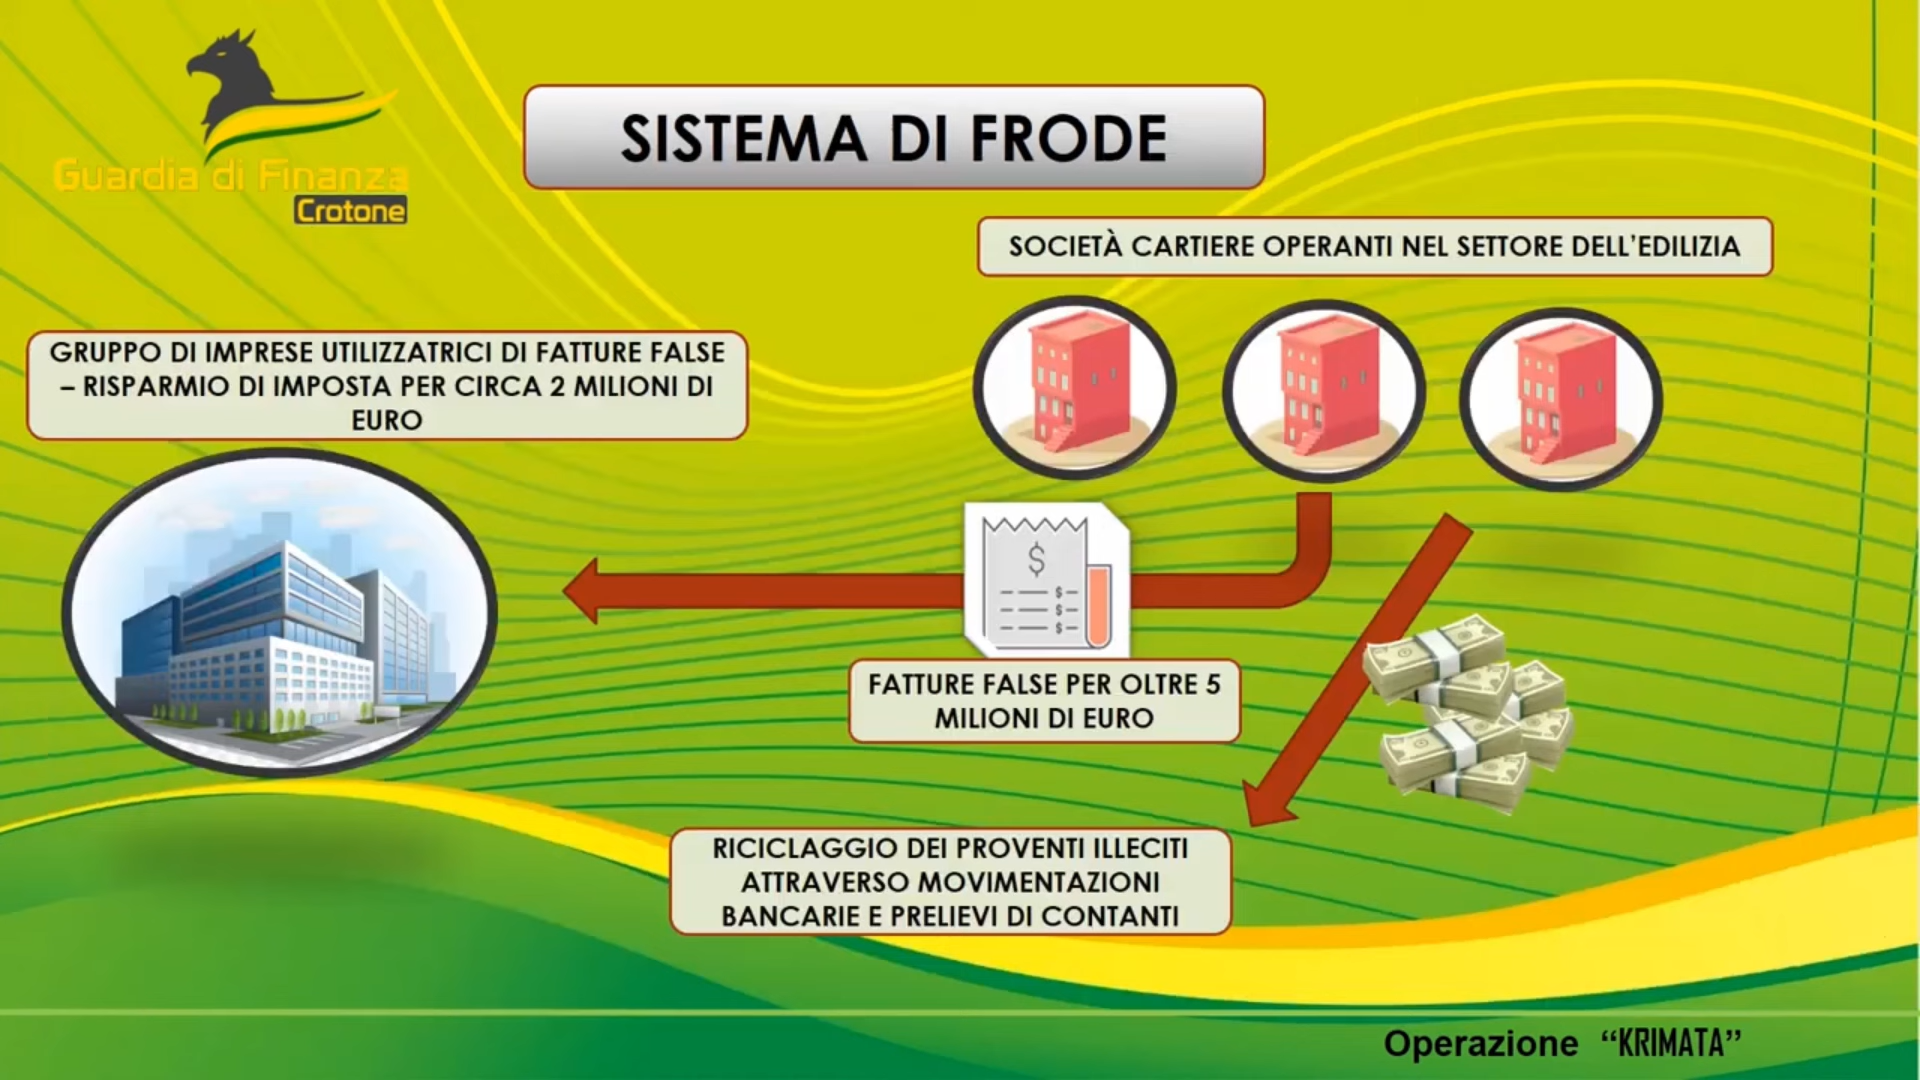 Guardia di Finanza
Crotone
SISTEMA DI FRODE
SOCIETÀ CARTIERE OPERANTI NEL SETTORE DELL'EDILIZIA
GRUPPO DI IMPRESE UTILIZZATRICI DI FATTURE FALSE
– RISPARMIO DI IMPOSTA PER CIRCA 2 MILIONI DI
EURO
$
$
$
$
FATTURE FALSE PER OLTRE 5
MILIONI DI EURO
RICICLAGGIO DEI PROVENTI ILLECITI
ATTRAVERSO MOVIMENTAZIONI
BANCARIE E PRELIEVI DI CONTANTI
Operazione “KRIMATA”